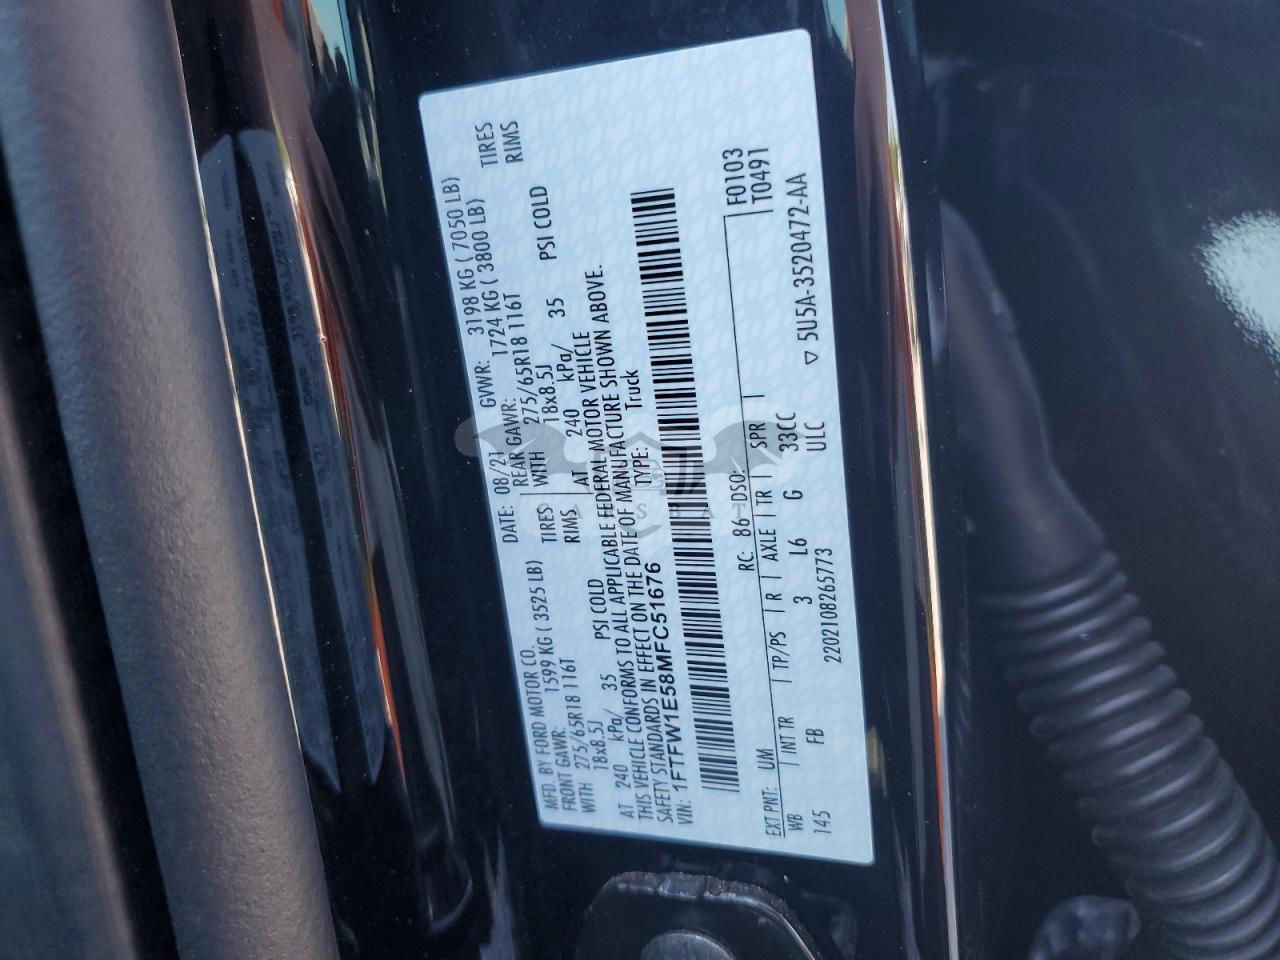 MFD. BY FORD MOTOR CO.
DATE: 08/21 GVWR: 3198 KG ( 7050 LB)
FRONT GAWR: 1599 KG ( 3525 LB)
REAR GAWR: 1724 KG ( 3800 LB)
WITH 275/65R18 116T TIRES
WITH 275/65R18 116T TIRES
18x8.5J RIMS
18x8.5J RIMS
AT 240 kPa/ 35 PSI COLD
AT 240 kPa/ 35 PSI COLD
THIS VEHICLE CONFORMS TO ALL APPLICABLE FEDERAL MOTOR VEHICLE
SAFETY STANDARDS IN EFFECT ON THE DATE OF MANUFACTURE SHOWN ABOVE.
VIN: 1FTFW1E58MFC51676 TYPE: Truck
F0103
EXT PNT: UM RC: 86 DSO: T0491
WB INT TR TP/PS R AXLE TR SPR
145 FB 3 L6 G 33CC
ULC
2202108265773
▽ 5U5A-3520472-AA